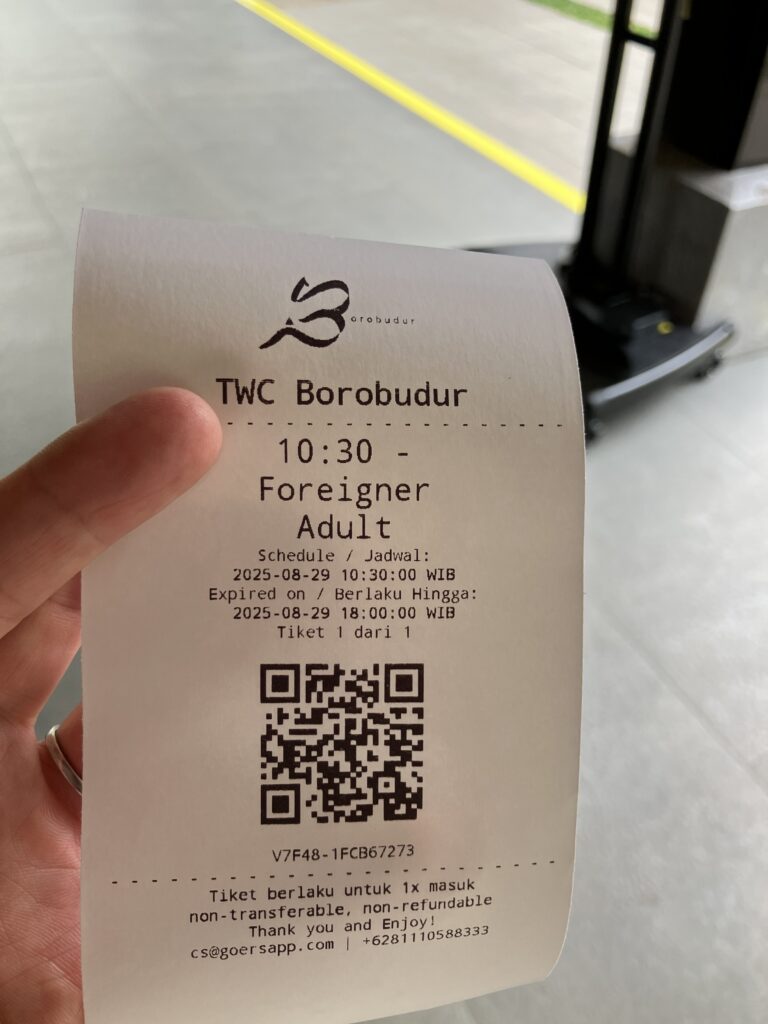 Borobudur
TWC Borobudur
10:30 -
Foreigner
Adult
Schedule / Jadwal:
2025-08-29 10:30:00 WIB
Expired on / Berlaku Hingga:
2025-08-29 18:00:00 WIB
Tiket 1 dari 1
V7F48-1FCB67273
Tiket berlaku untuk 1x masuk
non-transferable, non-refundable
Thank you and Enjoy!
cs@goersapp.com | +6281110588333